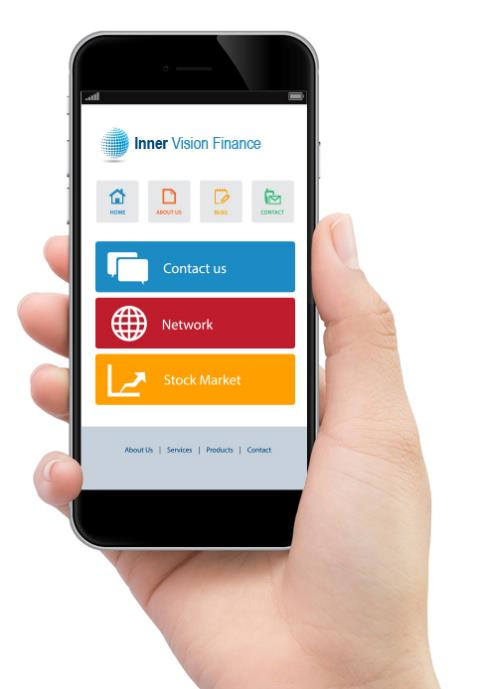 Inner Vision Finance
HOME ABOUT US BLOG CONTACT
Contact us
Network
Stock Market
About Us | Services | Products | Contact